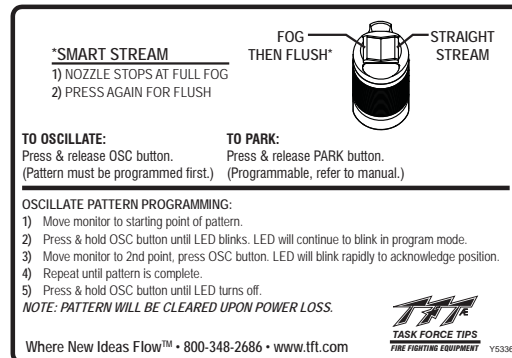 FOG
THEN FLUSH*
STRAIGHT
STREAM
*SMART STREAM
1) NOZZLE STOPS AT FULL FOG
2) PRESS AGAIN FOR FLUSH
TO OSCILLATE:
Press & release OSC button.
(Pattern must be programmed first.)
TO PARK:
Press & release PARK button.
(Programmable, refer to manual.)
OSCILLATE PATTERN PROGRAMMING:
1) Move monitor to starting point of pattern.
2) Press & hold OSC button until LED blinks. LED will continue to blink in program mode.
3) Move monitor to 2nd point, press OSC button. LED will blink rapidly to acknowledge position.
4) Repeat until pattern is complete.
5) Press & hold OSC button until LED turns off.
NOTE: PATTERN WILL BE CLEARED UPON POWER LOSS.
Where New Ideas Flow™ • 800-348-2686 • www.tft.com
TFT
TASK FORCE TIPS
FIRE FIGHTING EQUIPMENT
Y5336